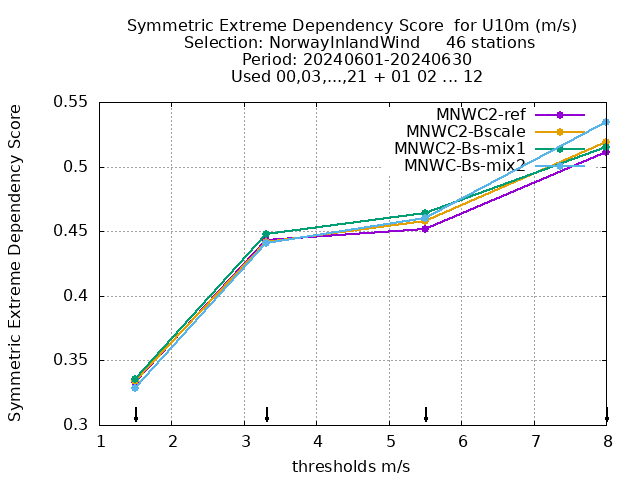 Symmetric Extreme Dependency Score  for U10m (m/s)
Selection: NorwayInlandWind     46 stations
Period: 20240601-20240630
Used 00,03,...,21 + 01 02 ... 12
Symmetric Extreme Dependency Score
0.55
0.5
0.45
0.4
0.35
0.3
MNWC2-ref
MNWC2-Bscale
MNWC2-Bs-mix1
MNWC-Bs-mix2
1 2 3 4 5 6 7 8
thresholds m/s